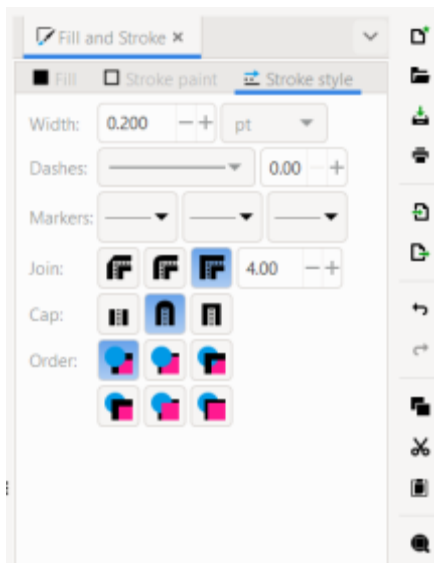 Fill and Stroke
Fill Stroke paint Stroke style
Width: 0.200 pt
Dashes: 0.00
Markers:
Join: 4.00
Cap:
Order: